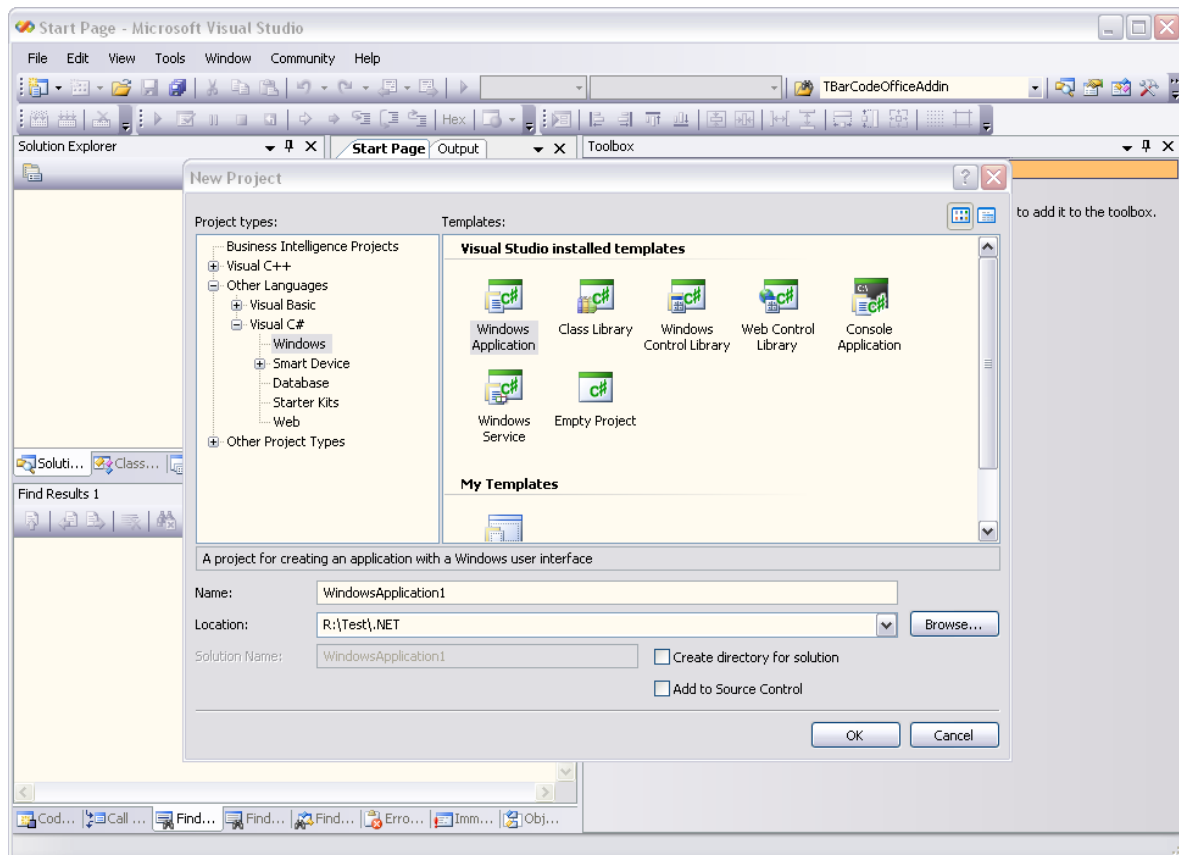 Start Page - Microsoft Visual Studio
File Edit View Tools Window Community Help
TBarCodeOfficeAddin
Hex
Solution Explorer
Start Page Output
Toolbox
to add it to the toolbox.
New Project
Project types:
Templates:
Business Intelligence Projects
Visual C++
Other Languages
Visual Basic
Visual C#
Windows
Smart Device
Database
Starter Kits
Web
Other Project Types
Visual Studio installed templates
Windows Application
Class Library
Windows Control Library
Web Control Library
Console Application
Windows Service
Empty Project
My Templates
A project for creating an application with a Windows user interface
Name: WindowsApplication1
Location: R:\Test\.NET Browse...
Solution Name: WindowsApplication1 Create directory for solution
Add to Source Control
OK Cancel
Soluti... Class...
Find Results 1
Cod... Call ... Find... Find... Find... Erro... Imm... Obj...